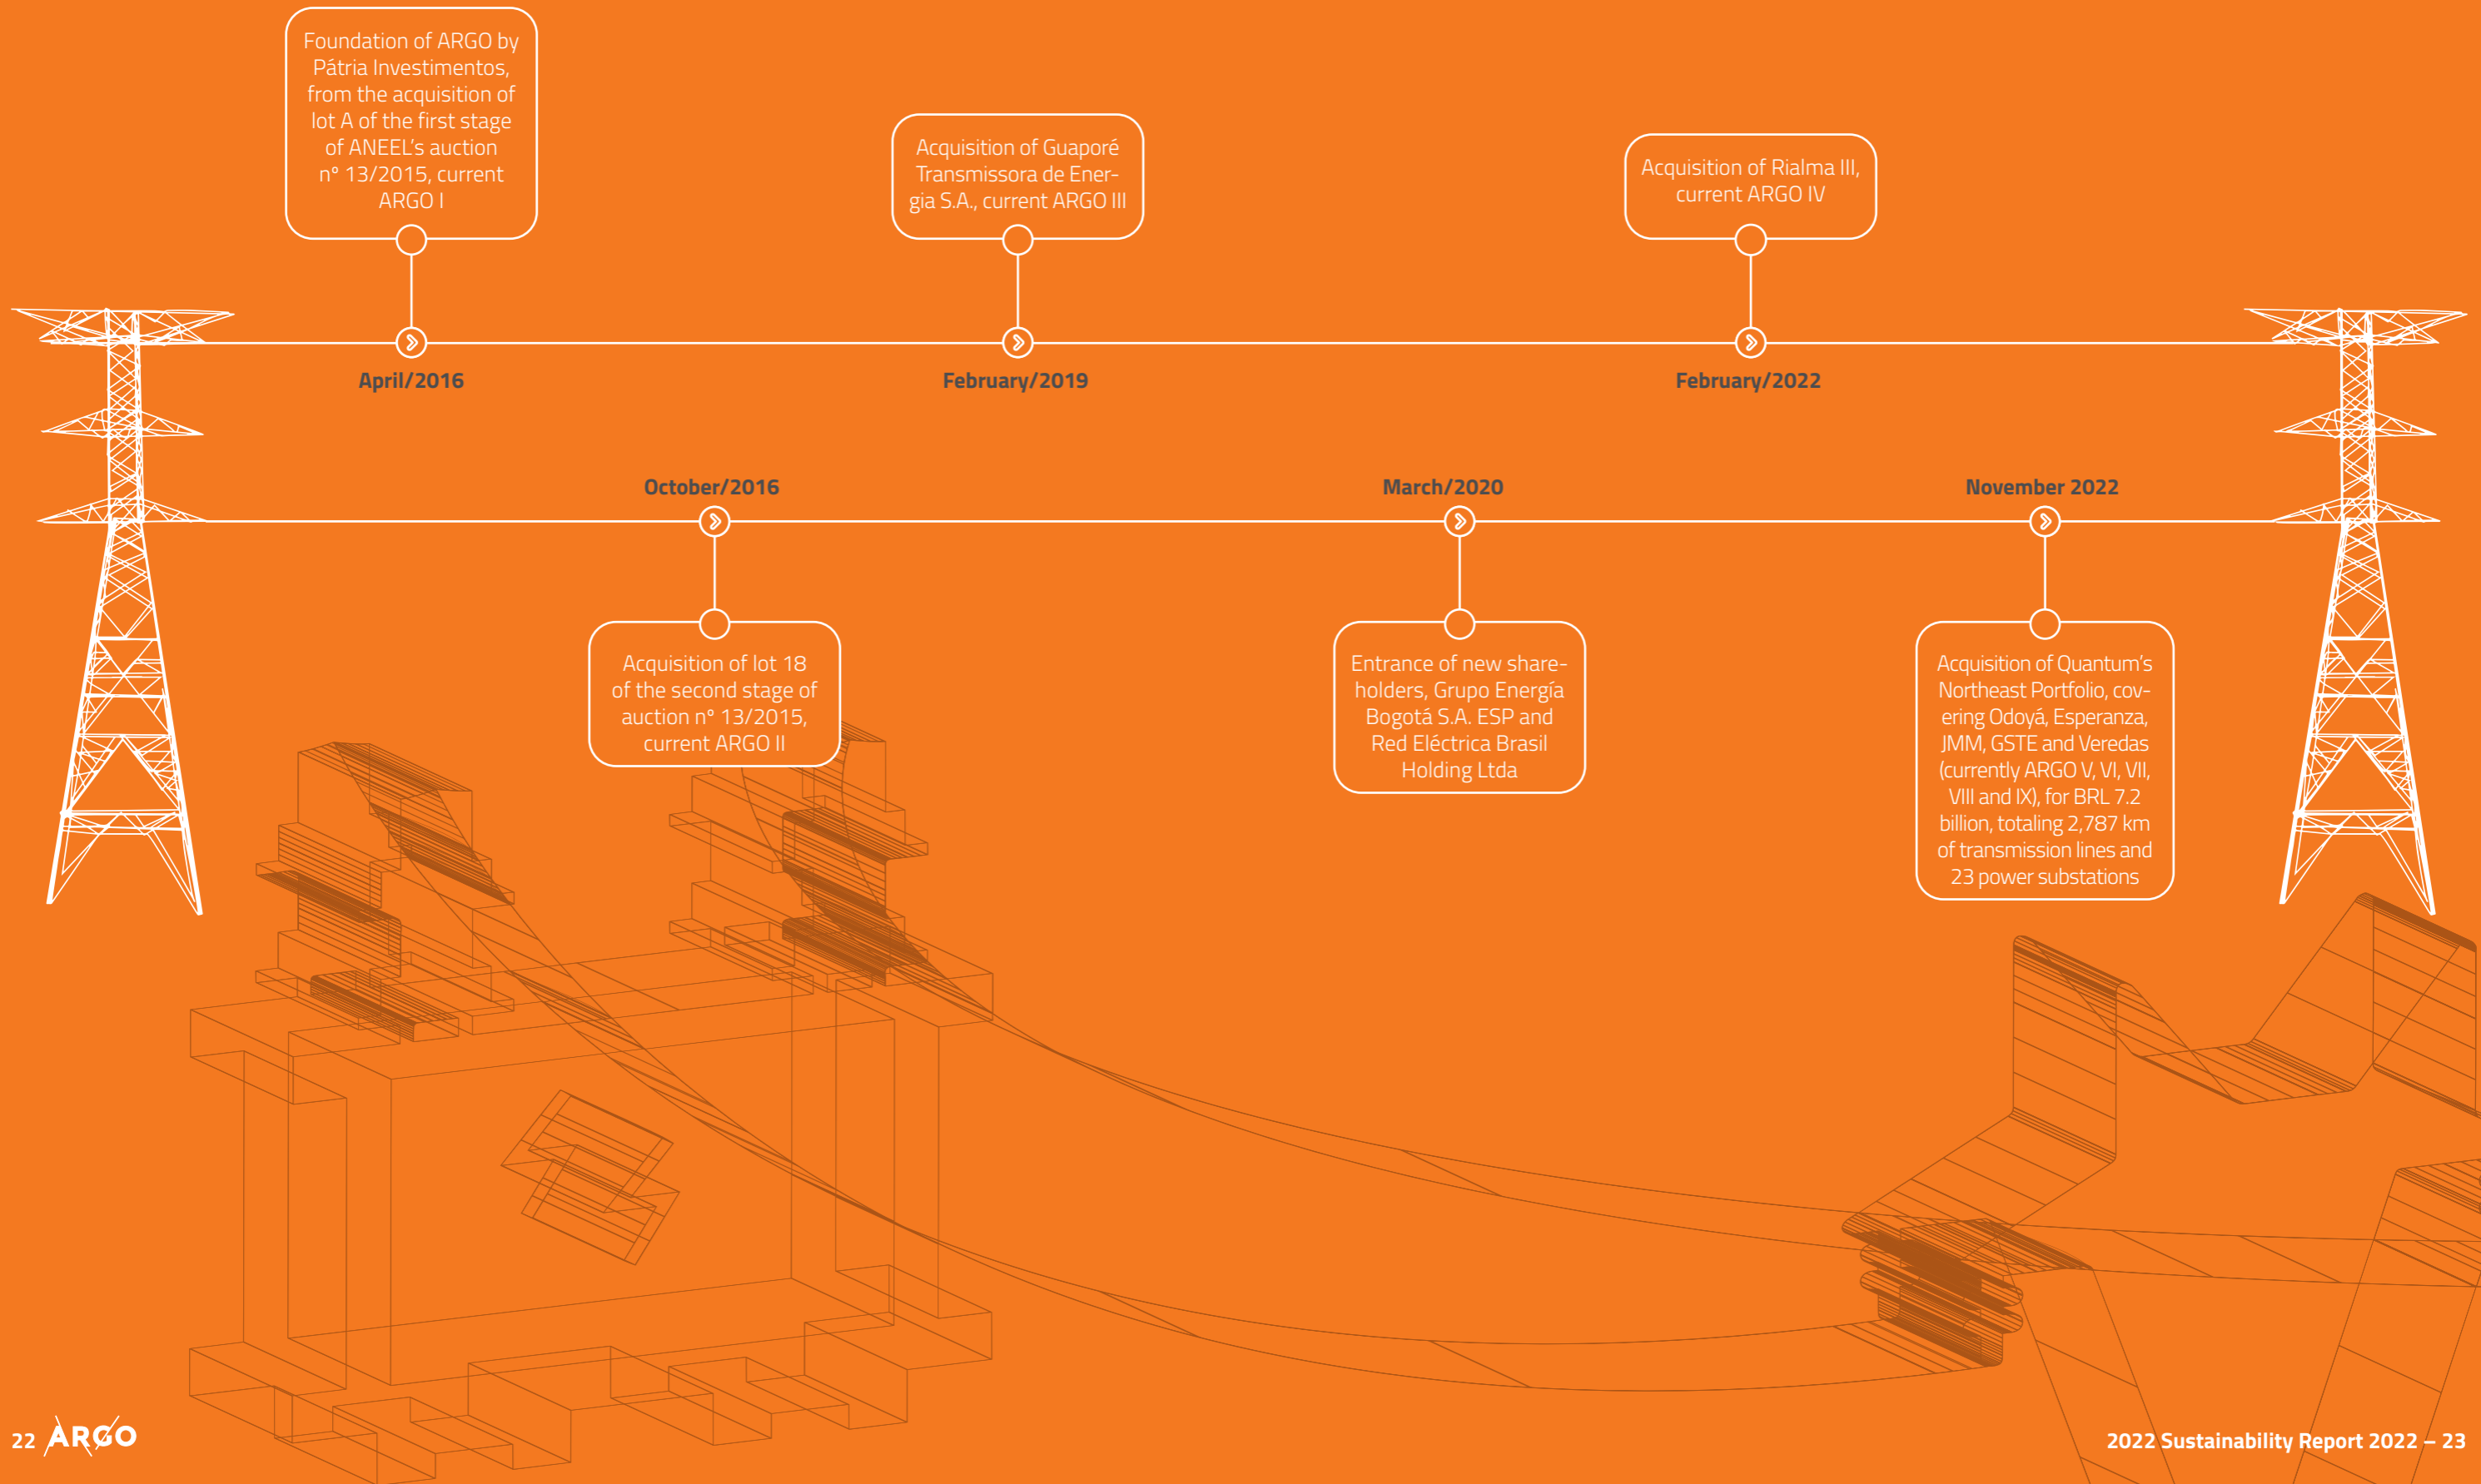 Foundation of ARGO by
Pátria Investimentos,
from the acquisition of
lot A of the first stage
of ANEEL's auction
nº 13/2015, current
ARGO I
April/2016
Acquisition of Guaporé
Transmissora de Ener-
gia S.A., current ARGO III
February/2019
Acquisition of Rialma III,
current ARGO IV
February/2022
October/2016
Acquisition of lot 18
of the second stage of
auction nº 13/2015,
current ARGO II
March/2020
Entrance of new share-
holders, Grupo Energía
Bogotá S.A. ESP and
Red Eléctrica Brasil
Holding Ltda
November 2022
Acquisition of Quantum's
Northeast Portfolio, cov-
ering Odoyá, Esperanza,
JMM, GSTE and Veredas
(currently ARGO V, VI, VII,
VIII and IX), for BRL 7.2
billion, totaling 2,787 km
of transmission lines and
23 power substations
22 ARGO
2022 Sustainability Report 2022 – 23